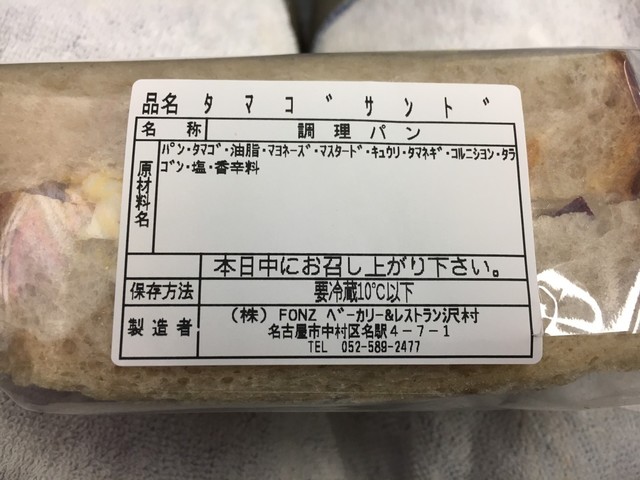 品名 ﾀ ﾏ ｺ ﾞ ｻ ﾝ ﾄ ﾞ
名 称 調 理 パ ン
原材料名 ﾊﾟﾝ・ﾀﾏｺﾞ・油脂・ﾏﾖﾈｰｽﾞ・ﾏｽﾀｰﾄﾞ・ｷｭｳﾘ・ﾀﾏﾈｷﾞ・ｺﾙﾆｼｮﾝ・ﾀﾗ
ｺﾞﾝ・塩・香辛料
本日中にお召し上がり下さい。
保存方法 要冷蔵10℃以下
製造者 (株) FONZ ﾍﾞｰｶﾘｰ&ﾚｽﾄﾗﾝ沢村
名古屋市中村区名駅4-7-1
TEL 052-589-2477